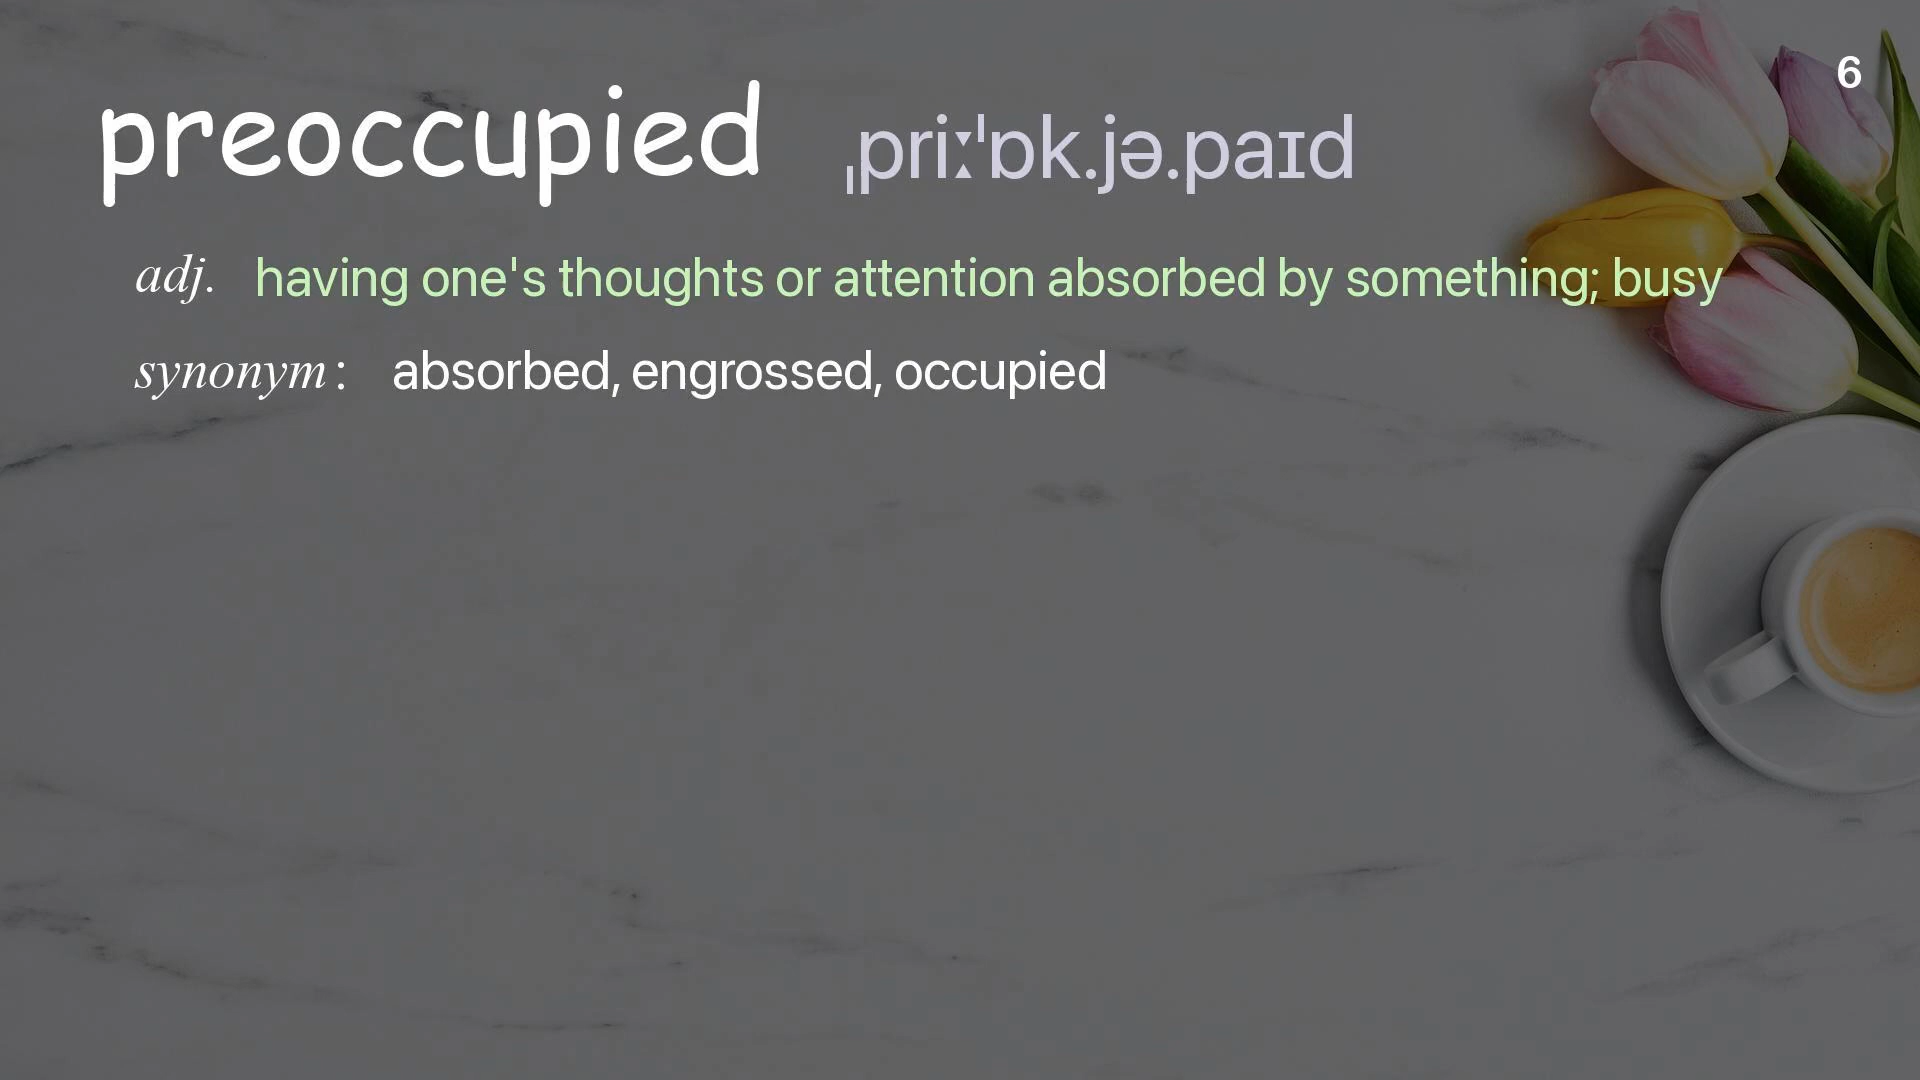 6
preoccupied ˌpriːˈɒk.jə.paɪd
adj. having one's thoughts or attention absorbed by something; busy
synonym: absorbed, engrossed, occupied